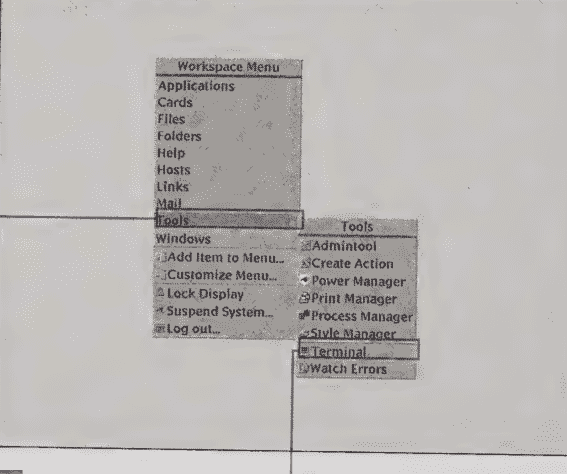 Workspace Menu
Applications
Cards
Files
Folders
Help
Hosts
Links
Mail
Tools
Windows
Add Item to Menu...
Customize Menu...
Lock Display
Suspend System...
Log out...
Tools
Admintool
Create Action
Power Manager
Print Manager
Process Manager
Style Manager
Terminal
Watch Errors